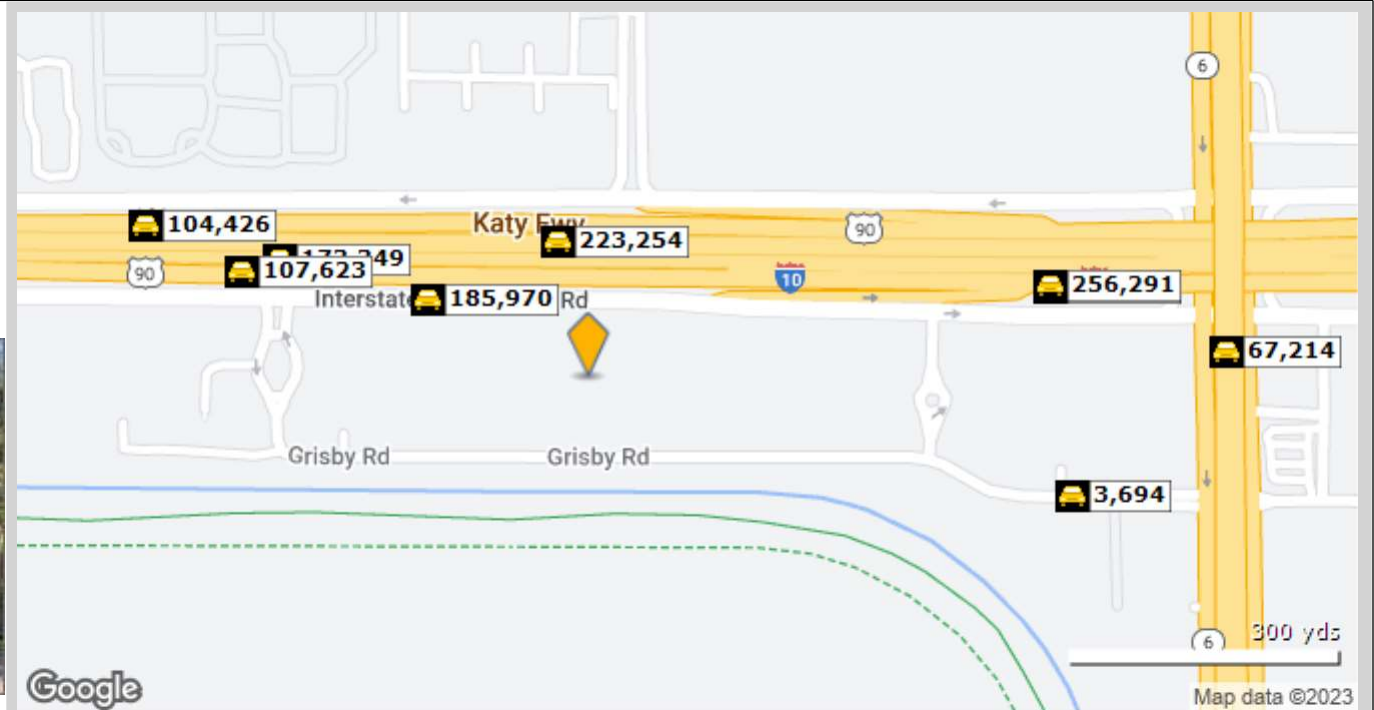 6
104,426
Katy Fwy
223,254
90
249
107,623
90
10
256,291
Interstate
185,970
Rd
67,214
Grisby Rd
Grisby Rd
3,694
6
300 yds
Google
Map data ©2023